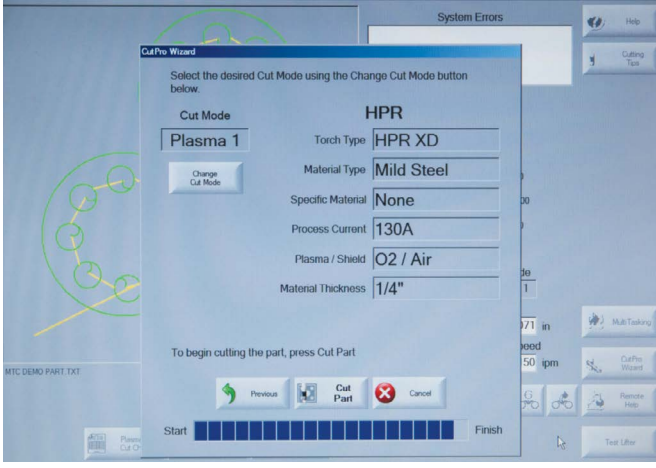 System Errors
Help
Cutting
Tips
CutPro Wizard
Select the desired Cut Mode using the Change Cut Mode button
below.
Cut Mode
HPR
Plasma 1
Torch Type HPR XD
Change
Cut Mode
Material Type Mild Steel
Specific Material None
Process Current 130A
Plasma / Shield O2 / Air
Material Thickness 1/4"
1
in
Multi Tasking
50 ipm
To begin cutting the part, press Cut Part
MTC DEMO PART.TXT
CutPro
Wizard
Previous
Cut
Part
Cancel
Remote
Help
Start
Finish
Test Lifter